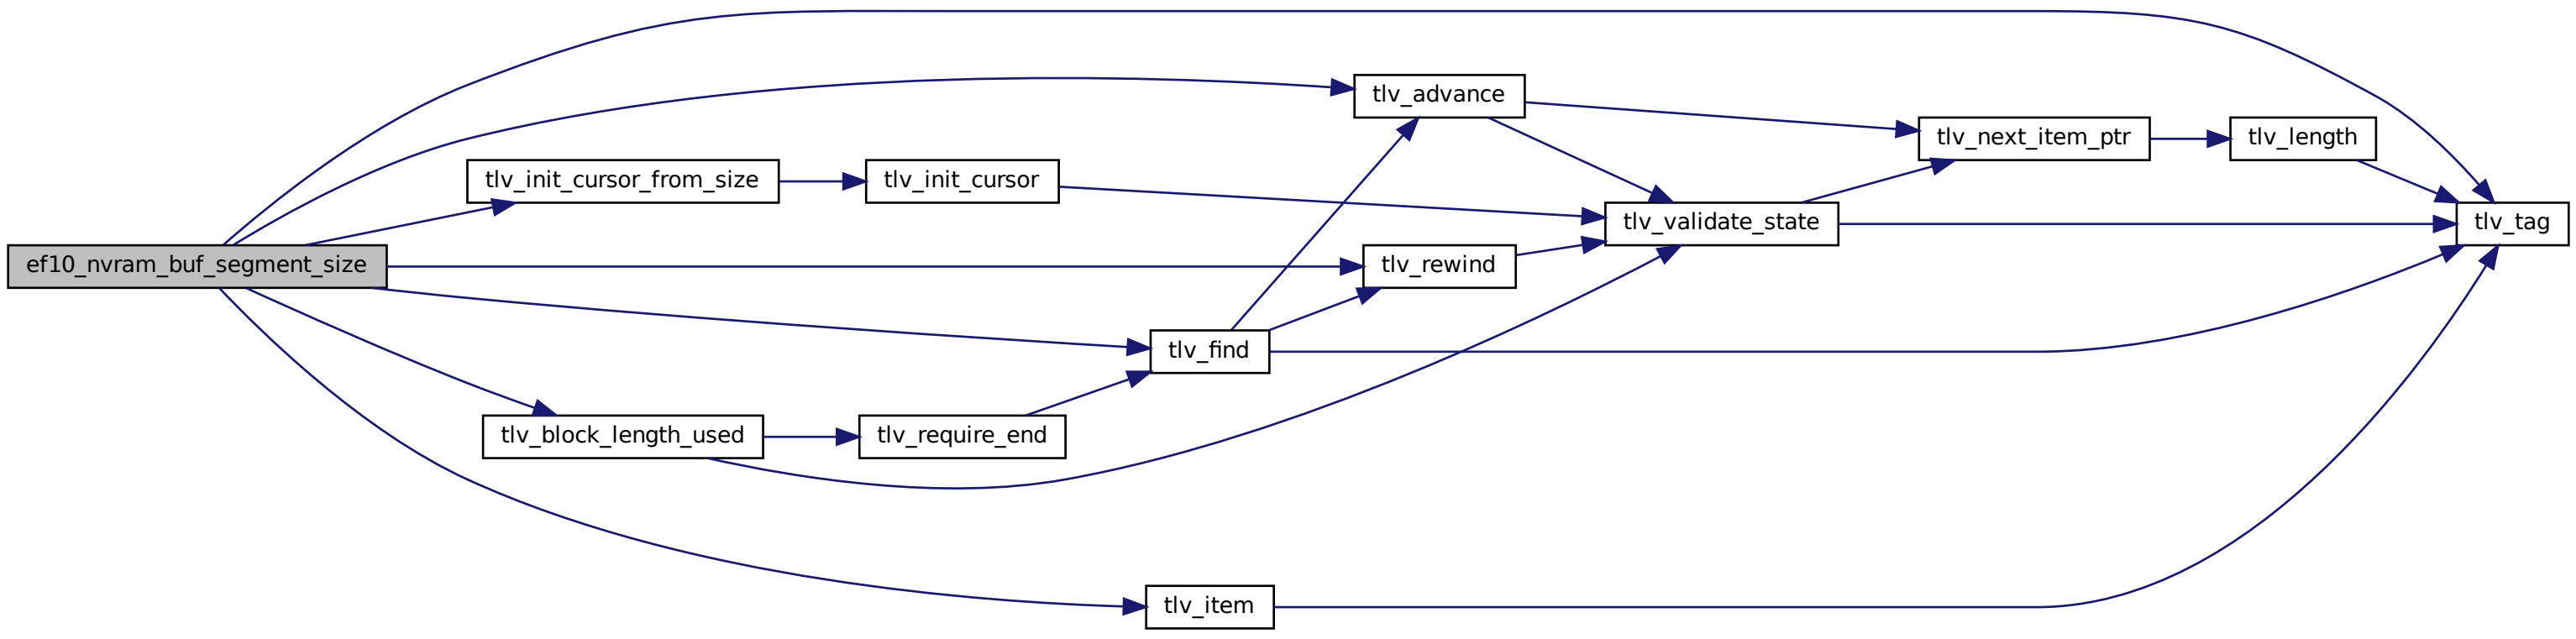 ef10_nvram_buf_segment_size
tlv_init_cursor_from_size
tlv_init_cursor
tlv_advance
tlv_next_item_ptr
tlv_length
tlv_validate_state
tlv_tag
tlv_rewind
tlv_find
tlv_block_length_used
tlv_require_end
tlv_item